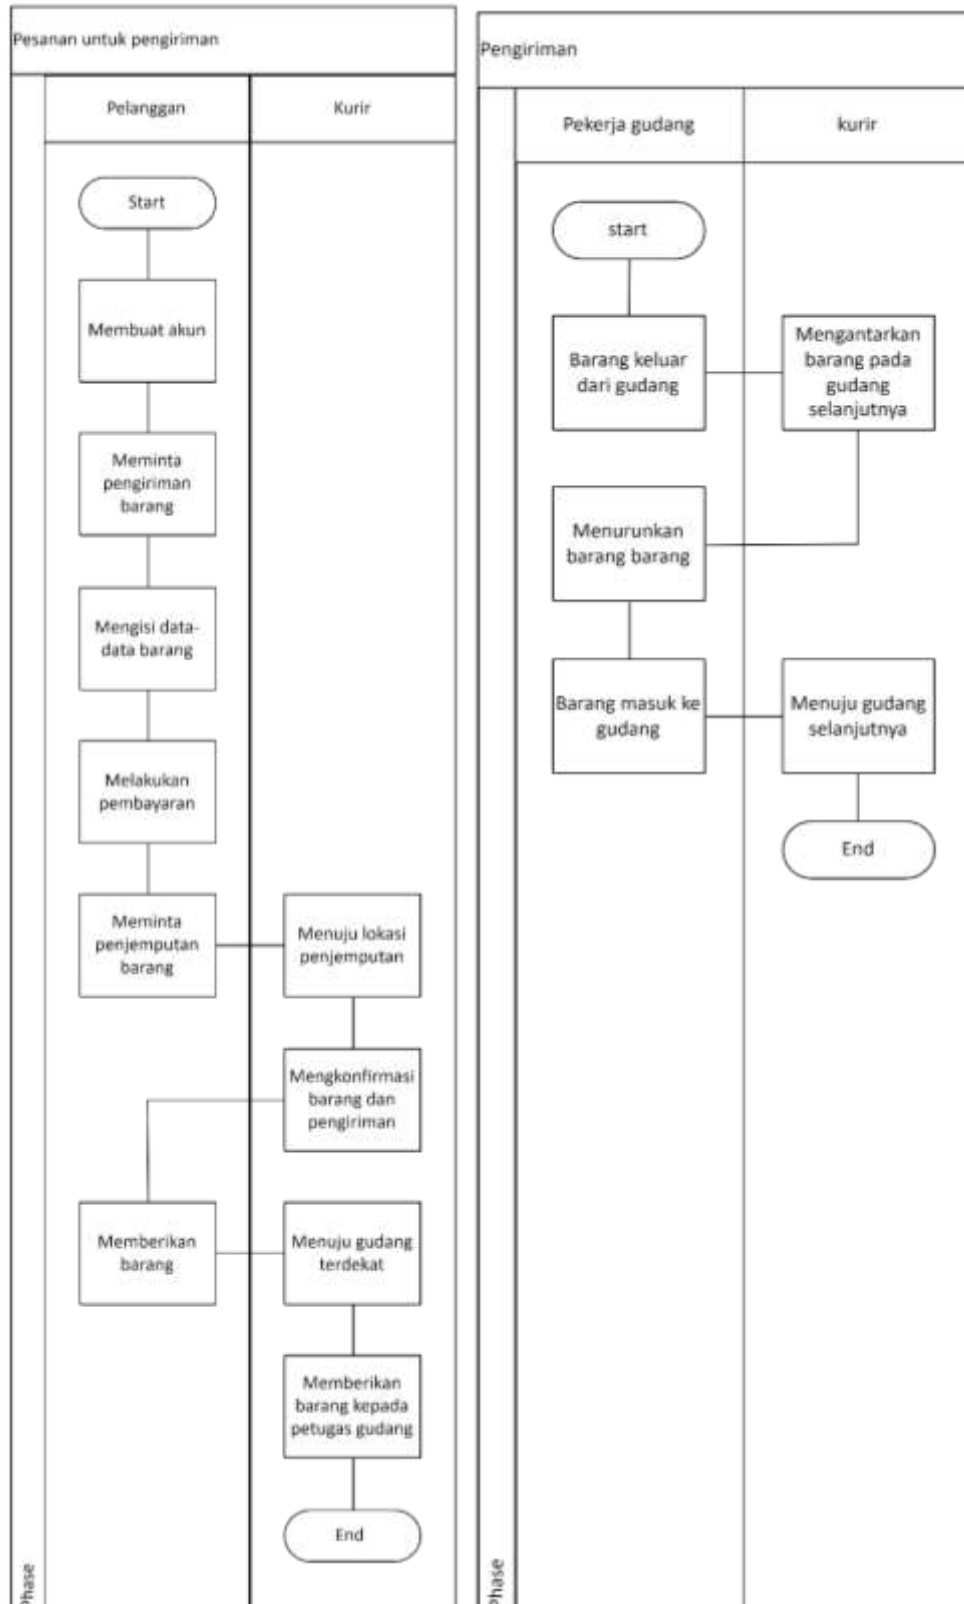 Pesanan untuk pengiriman
Pelanggan
Kurir
Start
Membuat akun
Meminta
pengiriman
barang
Mengisi data-
data barang
Melakukan
pembayaran
Meminta
penjemputan
barang
Menuju lokasi
penjemputan
Mengkonfirmasi
barang dan
pengiriman
Memberikan
barang
Menuju gudang
terdekat
Memberikan
barang kepada
petugas gudang
End
Phase
Pengiriman
Pekerja gudang
kurir
start
Barang keluar
dari gudang
Mengantarkan
barang pada
gudang
selanjutnya
Menurunkan
barang barang
Barang masuk ke
gudang
Menuju gudang
selanjutnya
End
Phase